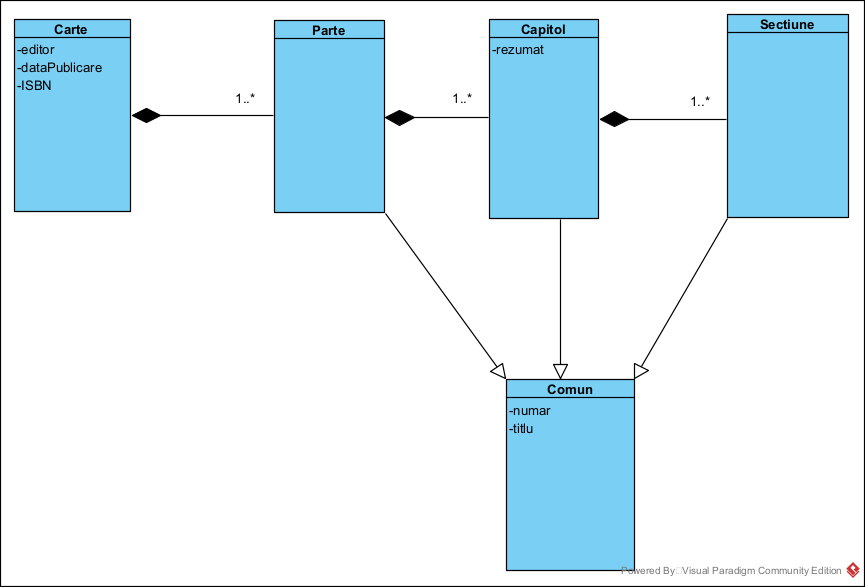 Carte
-editor
-dataPublicare
-ISBN
1..*
Parte
1..*
Capitol
-rezumat
1..*
Sectiune
Comun
-numar
-titlu
Powered By Visual Paradigm Community Edition